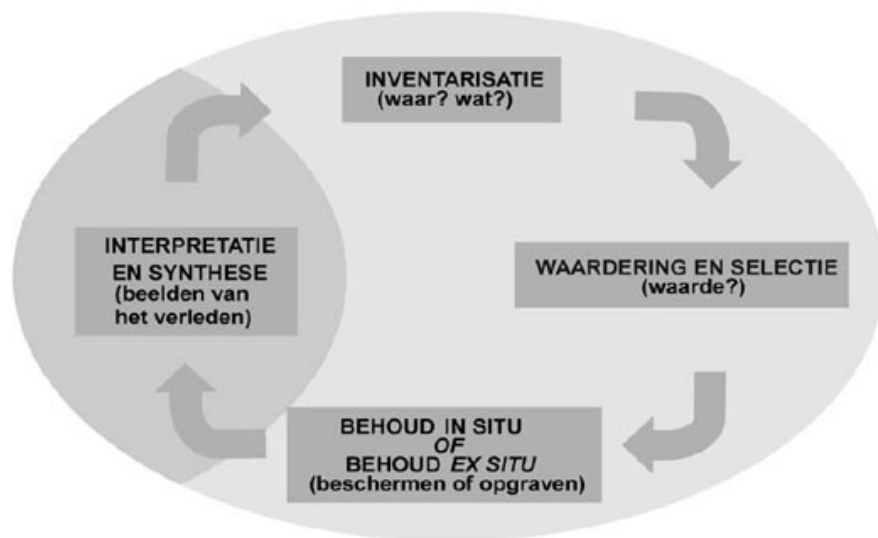 INVENTARISATIE
(waar? wat?)
WAARDERING EN SELECTIE
(waarde?)
BEHOUD IN SITU
OF
BEHOUD EX SITU
(beschermen of opgraven)
INTERPRETATIE
EN SYNTHESE
(beelden van
het verleden)